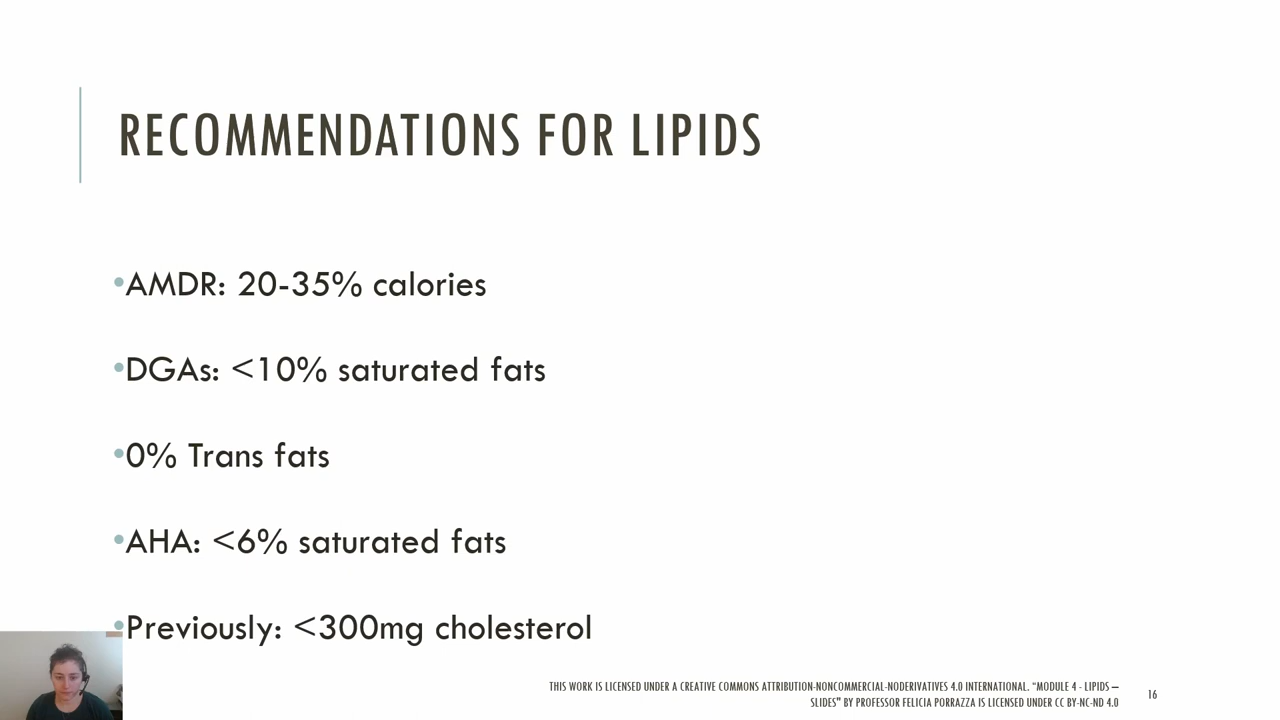 RECOMMENDATIONS FOR LIPIDS
•AMDR: 20-35% calories
•DGAs: <10% saturated fats
•0% Trans fats
•AHA: <6% saturated fats
•Previously: <300mg cholesterol
THIS WORK IS LICENSED UNDER A CREATIVE COMMONS ATTRIBUTION-NONCOMMERCIAL-NODERIVATIVES 4.0 INTERNATIONAL. “MODULE 4 - LIPIDS –
SLIDES” BY PROFESSOR FELICIA PORRAZZA IS LICENSED UNDER CC BY-NC-ND 4.0
16